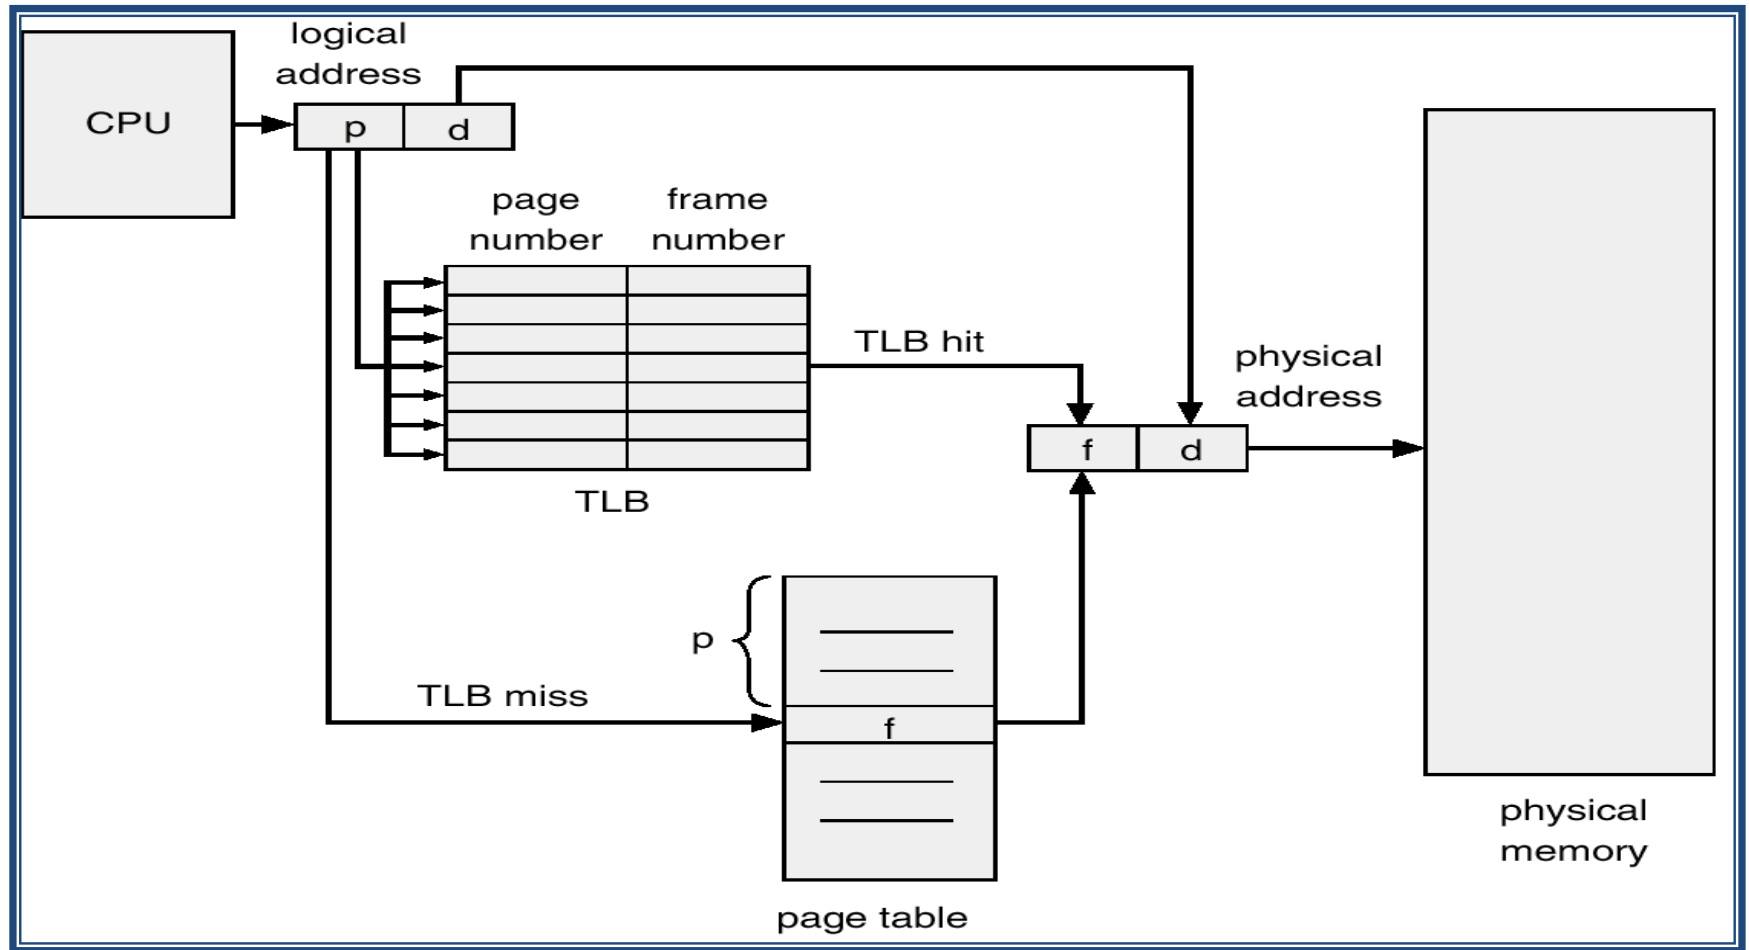 logical
address
CPU
p
d
page
number
frame
number
TLB hit
physical
address
f
d
TLB
p
TLB miss
f
physical
memory
page table